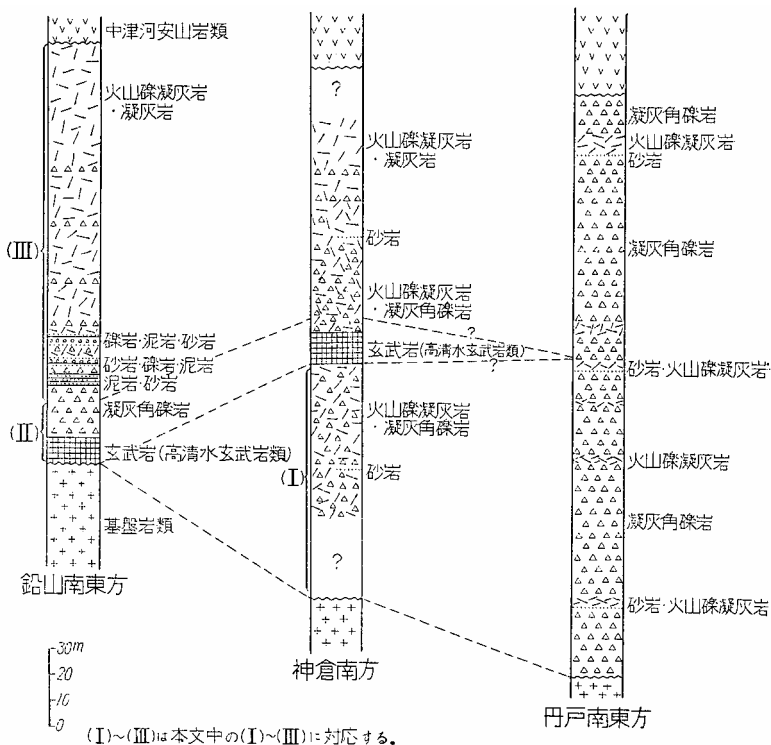 中津河安山岩類
火山礫凝灰岩
・凝灰岩
(III)
礫岩・泥岩・砂岩
砂岩・礫岩・泥岩
泥岩・砂岩
凝灰角礫岩
(II)
玄武岩(高清水玄武岩類)
基盤岩類
鉛山南東方
?
火山礫凝灰岩
・凝灰岩
砂岩
火山礫凝灰岩
・凝灰角礫岩
玄武岩(高清水玄武岩類)
火山礫凝灰岩
・凝灰角礫岩
(I)
砂岩
?
神倉南方
?
?
凝灰角礫岩
火山礫凝灰岩
砂岩
凝灰角礫岩
砂岩・火山礫凝灰岩
火山礫凝灰岩
凝灰角礫岩
砂岩・火山礫凝灰岩
丹戸南東方
30m
20
10
0
(I)~(III)は本文中の(I)~(III)に対応する。